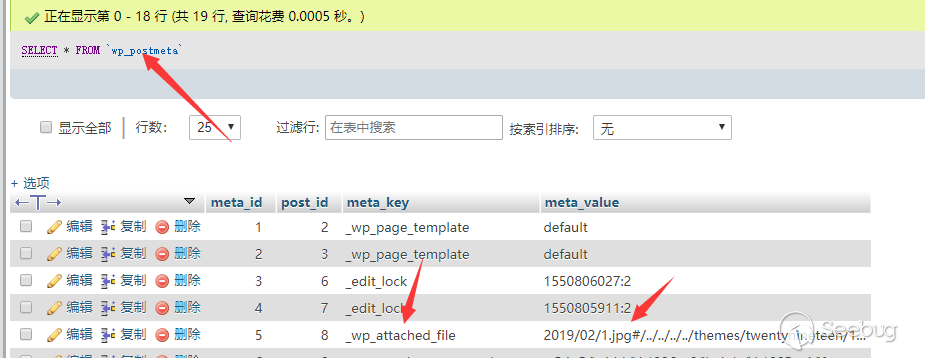 正在显示第 0 - 18 行 (共 19 行, 查询花费 0.0005 秒。)
SELECT * FROM `wp_postmeta`
显示全部 行数: 25 过滤行: 在表中搜索 按索引排序: 无
+ 选项
←T→ meta_id post_id meta_key meta_value
编辑 复制 删除 1 2 _wp_page_template default
编辑 复制 删除 2 3 _wp_page_template default
编辑 复制 删除 3 6 _edit_lock 1550806027:2
编辑 复制 删除 4 7 _edit_lock 1550805911:2
编辑 复制 删除 5 8 _wp_attached_file 2019/02/1.jpg#/../../../../themes/twentynineteen/1...
Seebug